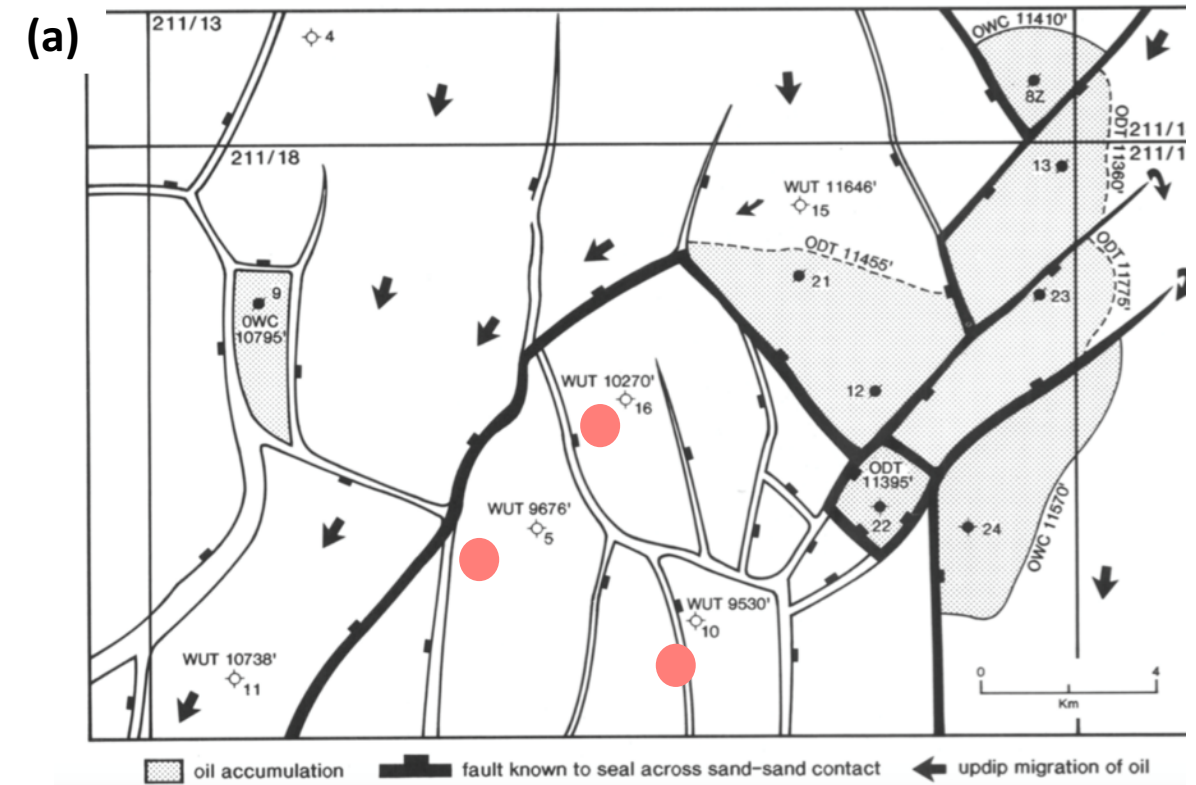 (a)
211/13
4
OWC 11410'
8Z
ODT 11360'
211/1
211/18
211/1
13
WUT 11646'
15
ODT 11455'
ODT 11775'
21
23
9
OWC
10795'
WUT 10270'
16
12
ODT
11395'
22
WUT 9676'
5
24
OWC 11570'
WUT 9530'
10
WUT 10738'
11
0 4
Km
oil accumulation fault known to seal across sand-sand contact updip migration of oil